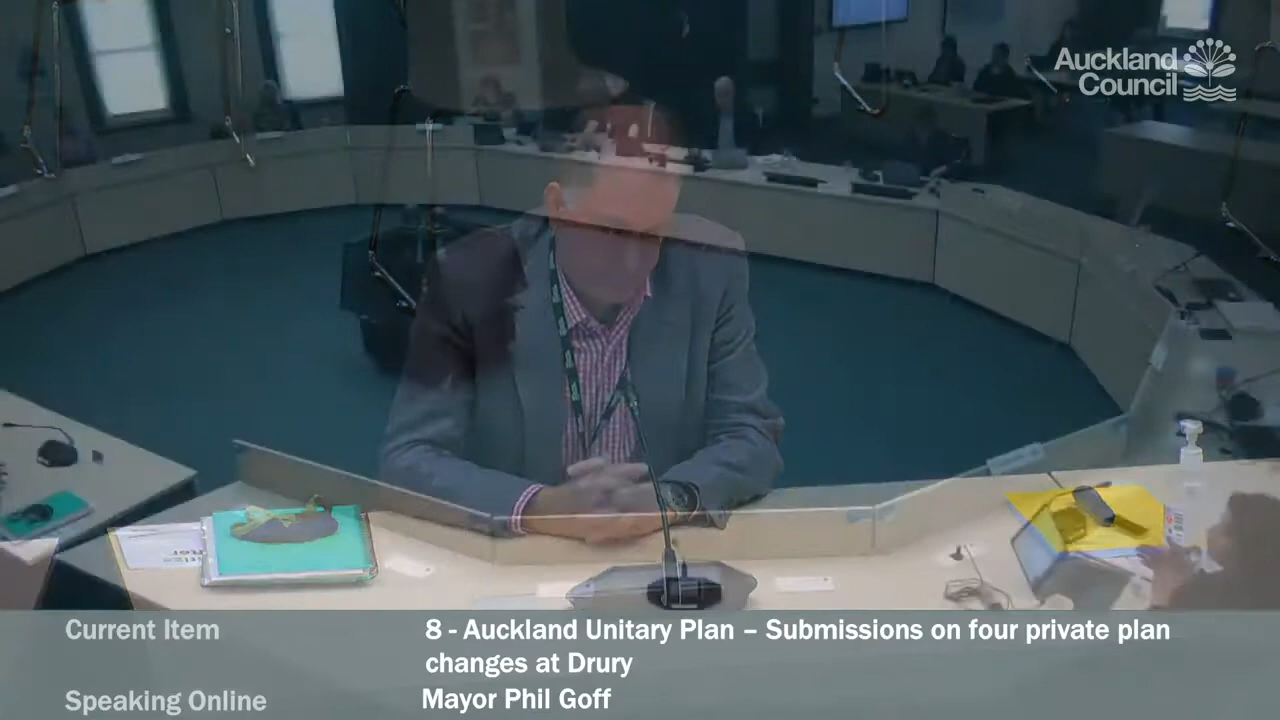 Auckland
Council
Current Item
8 - Auckland Unitary Plan – Submissions on four private plan
changes at Drury
Speaking Online
Mayor Phil Goff